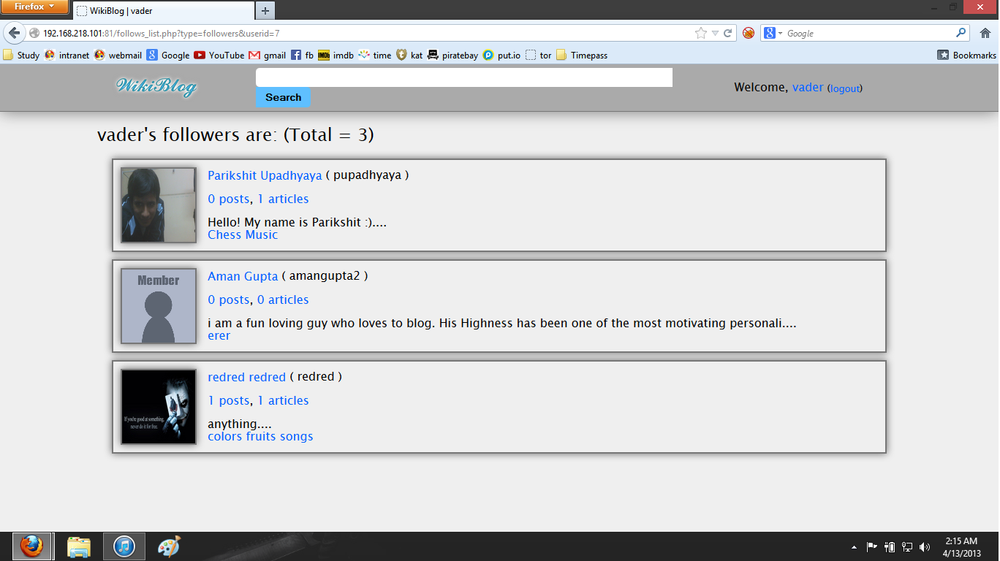 Firefox
WikiBlog | vader
192.168.218.101:81/follows_list.php?type=followers&userid=7
Google
Study intranet webmail Google YouTube gmail fb imdb time kat piratebay put.io tor Timepass Bookmarks
WikiBlog
Search
Welcome, vader (logout)
vader's followers are: (Total = 3)
Parikshit Upadhyaya ( pupadhyaya )
0 posts, 1 articles
Hello! My name is Parikshit :)....
Chess Music
Member
Aman Gupta ( amangupta2 )
0 posts, 0 articles
i am a fun loving guy who loves to blog. His Highness has been one of the most motivating personali....
erer
If you're good at something,
never do it for free.
redred redred ( redred )
1 posts, 1 articles
anything....
colors fruits songs
2:15 AM
4/13/2013